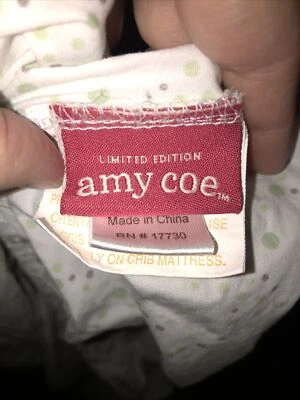 LIMITED EDITION
amy coe™
Made in China
RN # 17730
ON CRIB MATTRESS.